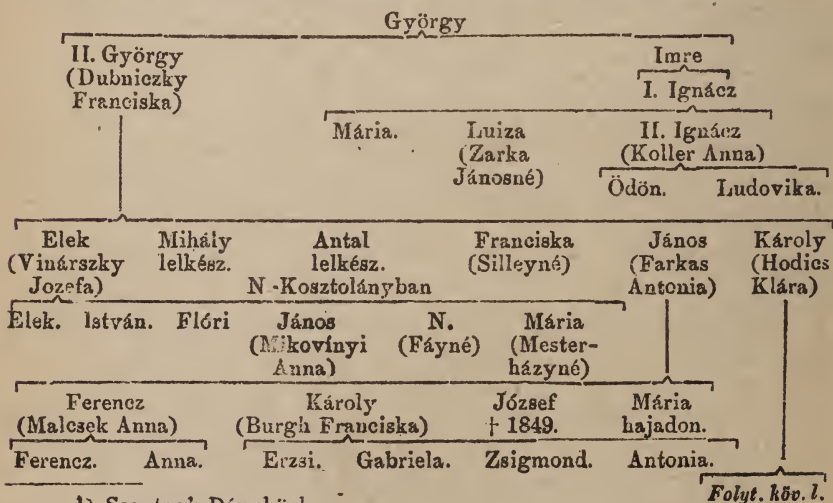 György
II. György Imre
(Dubniczky I. Ignácz
Franciska)
Mária. Luiza II. Ignácz
(Zarka (Koller Anna)
Jánosné) Ödön. Ludovika.
Elek Mihály Antal Franciska János Károly
(Vinárszky lelkész. lelkész. (Silleyné) (Farkas (Hodics
Jozefa) N-Kosztolányban Antonia) Klára)
Elek. István. Flóri János N. Mária
(Mikovínyi (Fáyné) (Mester-
Anna) házyné)
Ferencz Károly József Mária
(Malcsek Anna) (Burgh Franciska) † 1849. hajadon.
Ferencz. Anna. Erzsi. Gabriela. Zsigmond. Antonia.
Folyt. köv. l.